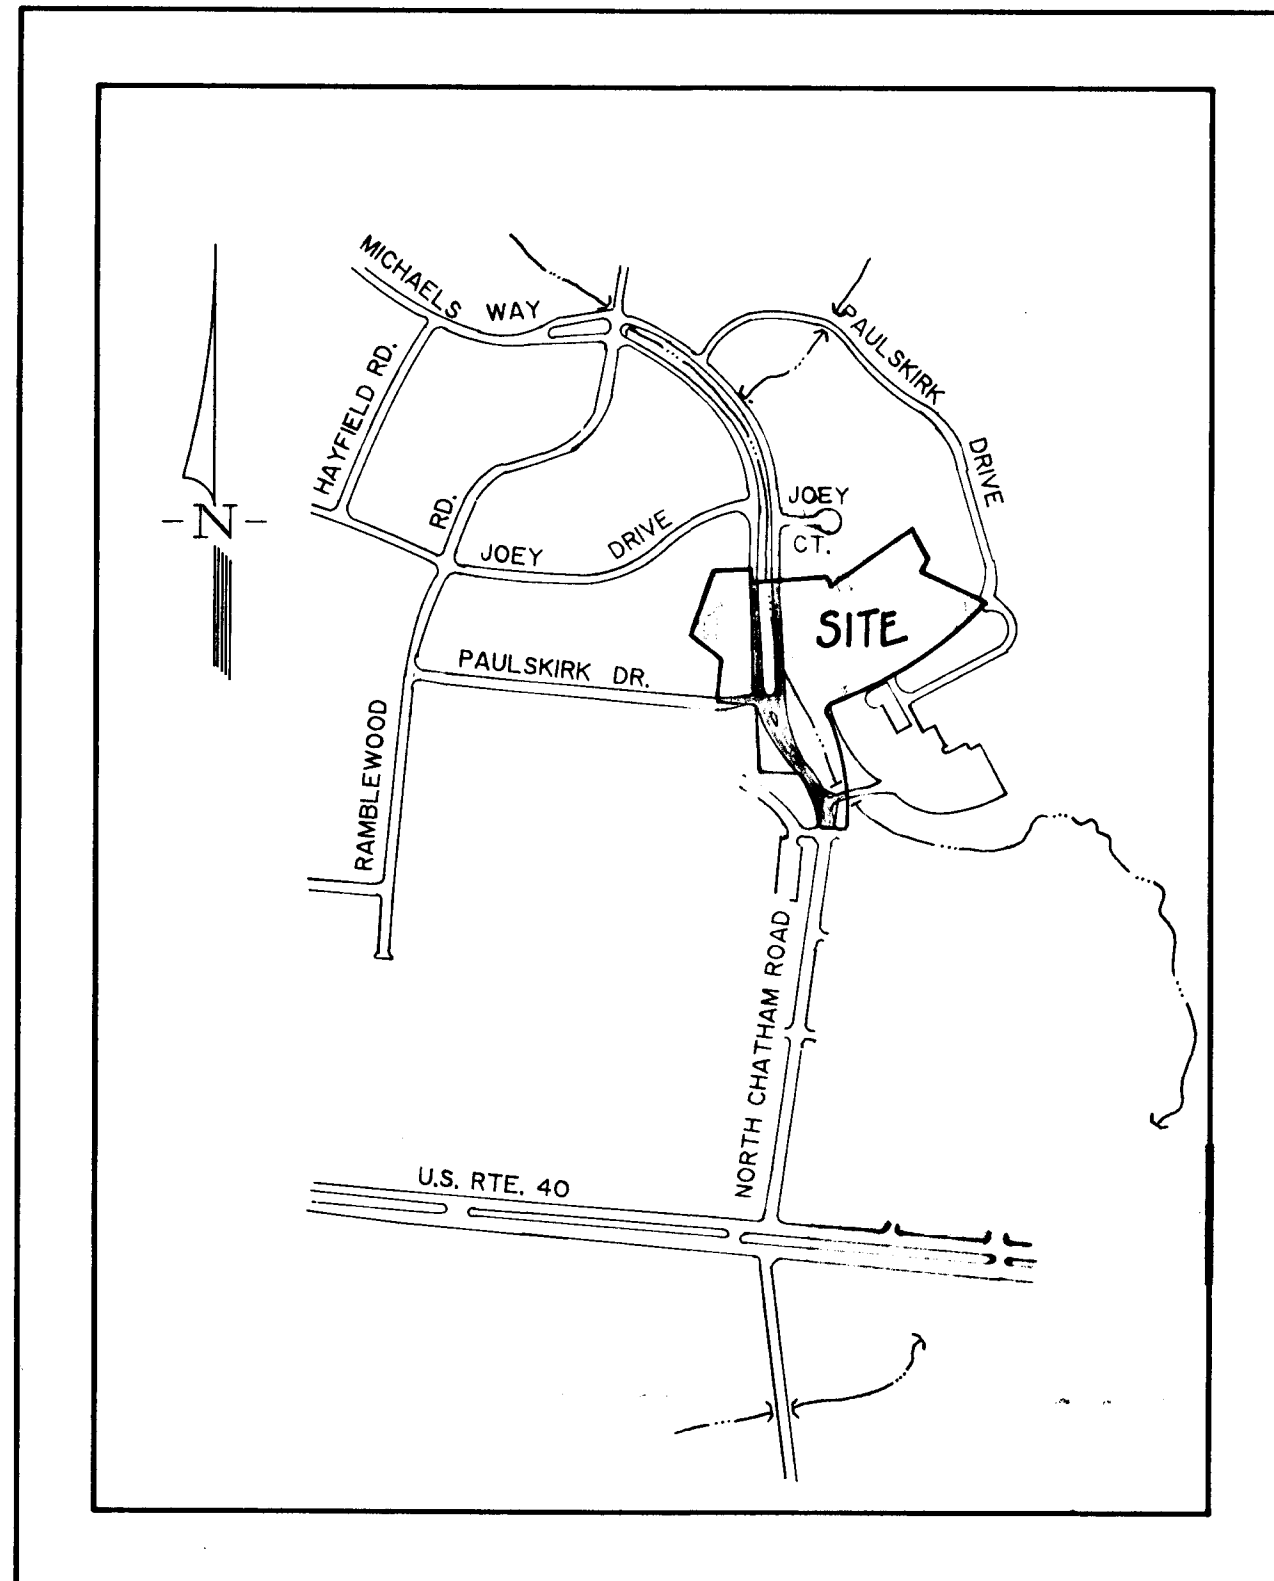 MICHAELS WAY
PAULSKIRK DRIVE
HAYFIELD RD.
-N-
RD.
JOEY DRIVE
JOEY
CT.
SITE
PAULSKIRK DR.
RAMBLEWOOD
NORTH CHATHAM ROAD
U.S. RTE. 40